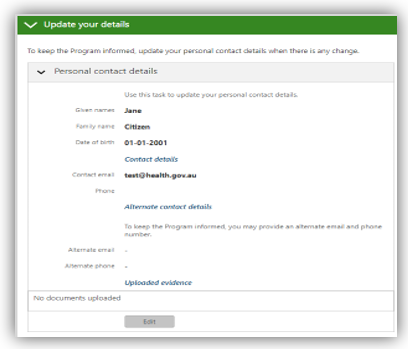 Update your details
To keep the Program informed, update your personal contact details when there is any change.
Personal contact details
Use this task to update your personal contact details.
Given names Jane
Family name Citizen
Date of birth 01-01-2001
Contact details
Contact email test@health.gov.au
Phone
Alternate contact details
To keep the Program informed, you may provide an alternate email and phone
number.
Alternate email -
Alternate phone -
Uploaded evidence
No documents uploaded
Edit